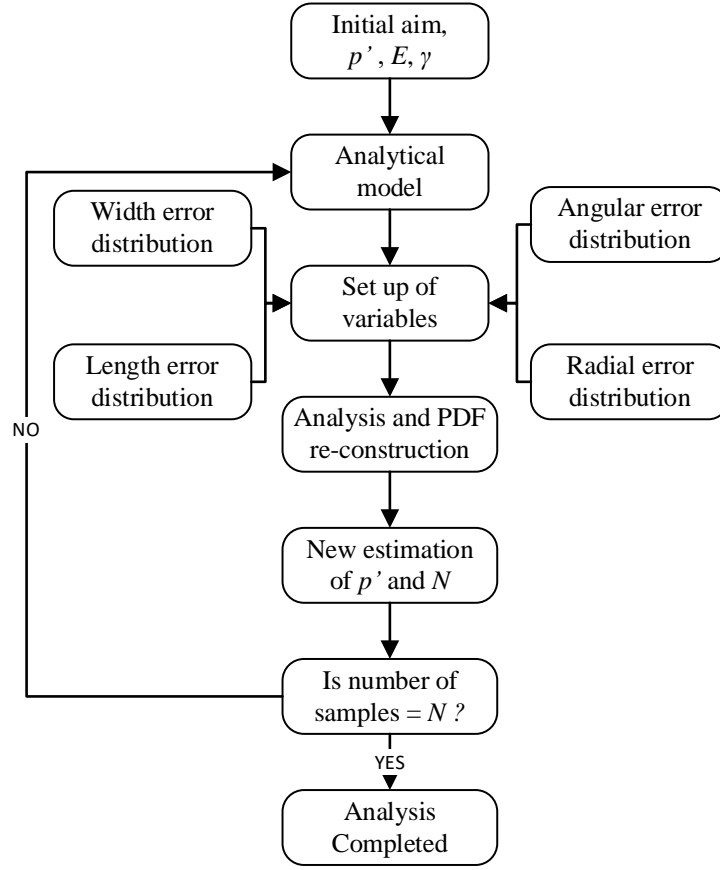 Initial aim,
p' , E, γ
Analytical
model
Width error
distribution
Angular error
distribution
Set up of
variables
Length error
distribution
Radial error
distribution
NO
Analysis and PDF
re-construction
New estimation
of p' and N
Is number of
samples = N ?
YES
Analysis
Completed